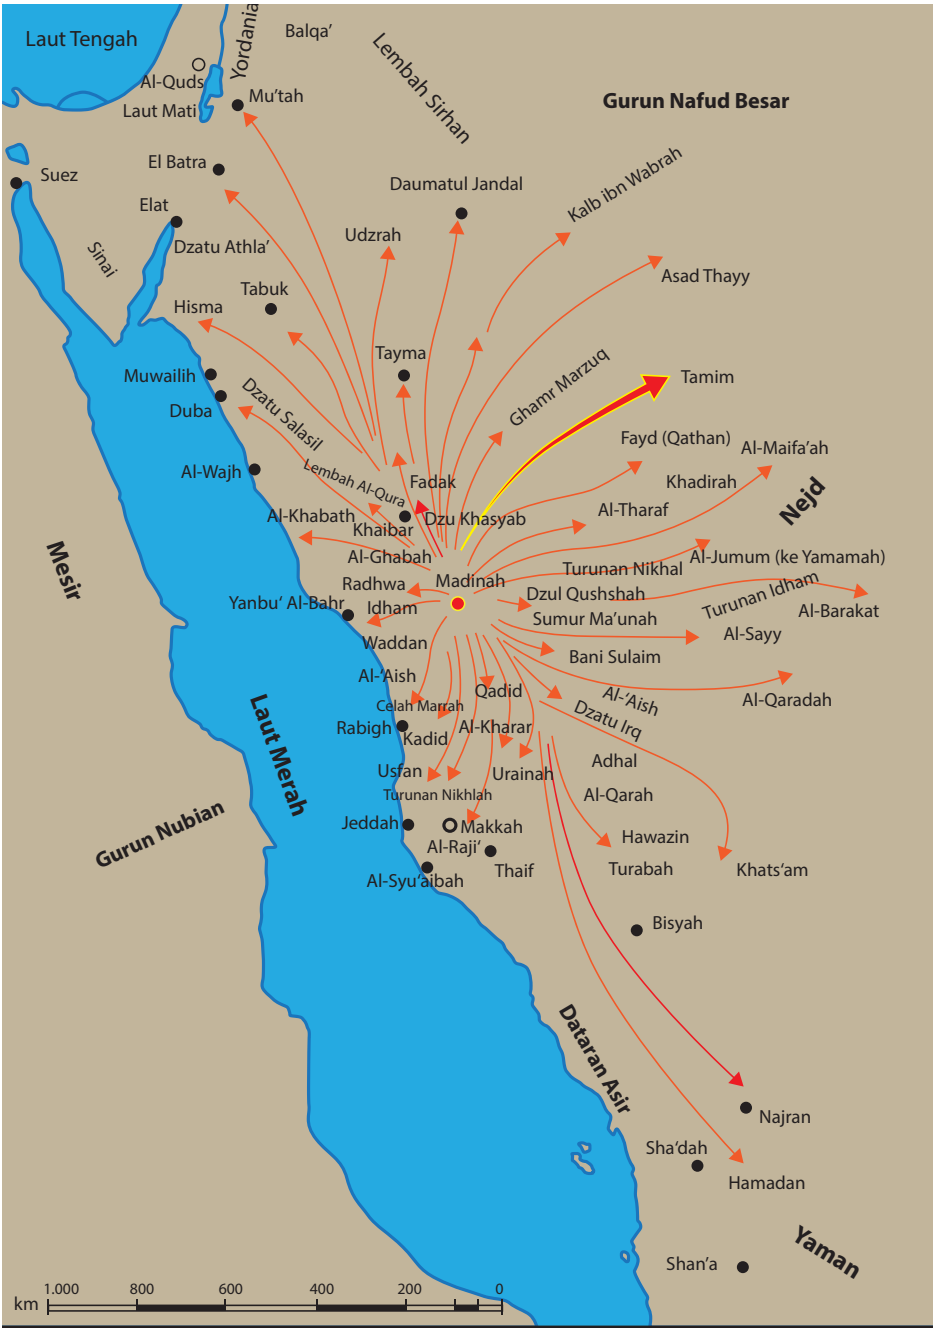 Laut Tengah
Yordania
Balqa’
Lembah Sirhan
Al-Quds
Laut Mati
Mu’tah
Gurun Nafud Besar
El Batra
Suez
Daumatul Jandal
Kalb ibn Wabrah
Elat
Dzatu Athla’
Udzrah
Sinai
Asad Thayy
Tabuk
Hisma
Tayma
Ghamr Marzuq
Muwailih
Tamim
Duba
Dzatu Salasil
Fayd (Qathan)
Al-Maifa’ah
Al-Wajh
Lembah Al-Qura
Fadak
Khadirah
Nejd
Al-Khabath
Khaibar
Dzu Khasyab
Al-Tharaf
Al-Ghabah
Al-Jumum (ke Yamamah)
Mesir
Radhwa
Madinah
Turunan Nikhal
Yanbu‘ Al-Bahr
Idham
Dzul Qushshah
Turunan Idham
Al-Barakat
Sumur Ma‘unah
Waddan
Al-Sayy
Bani Sulaim
Al-‘Aish
Qadid
Al-‘Aish
Al-Qaradah
Celah Marrah
Dzatu Irq
Rabigh
Kadid
Al-Kharar
Laut Merah
Adhal
Usfan
Urainah
Turunan Nikhlah
Al-Qarah
Gurun Nubian
Jeddah
Makkah
Hawazin
Al-Raji‘
Thaif
Turabah
Khats‘am
Al-Syu‘aibah
Bisyah
Dataran Asir
Najran
Sha‘dah
Hamadan
Yaman
Shan‘a
km 1.000 800 600 400 200 0